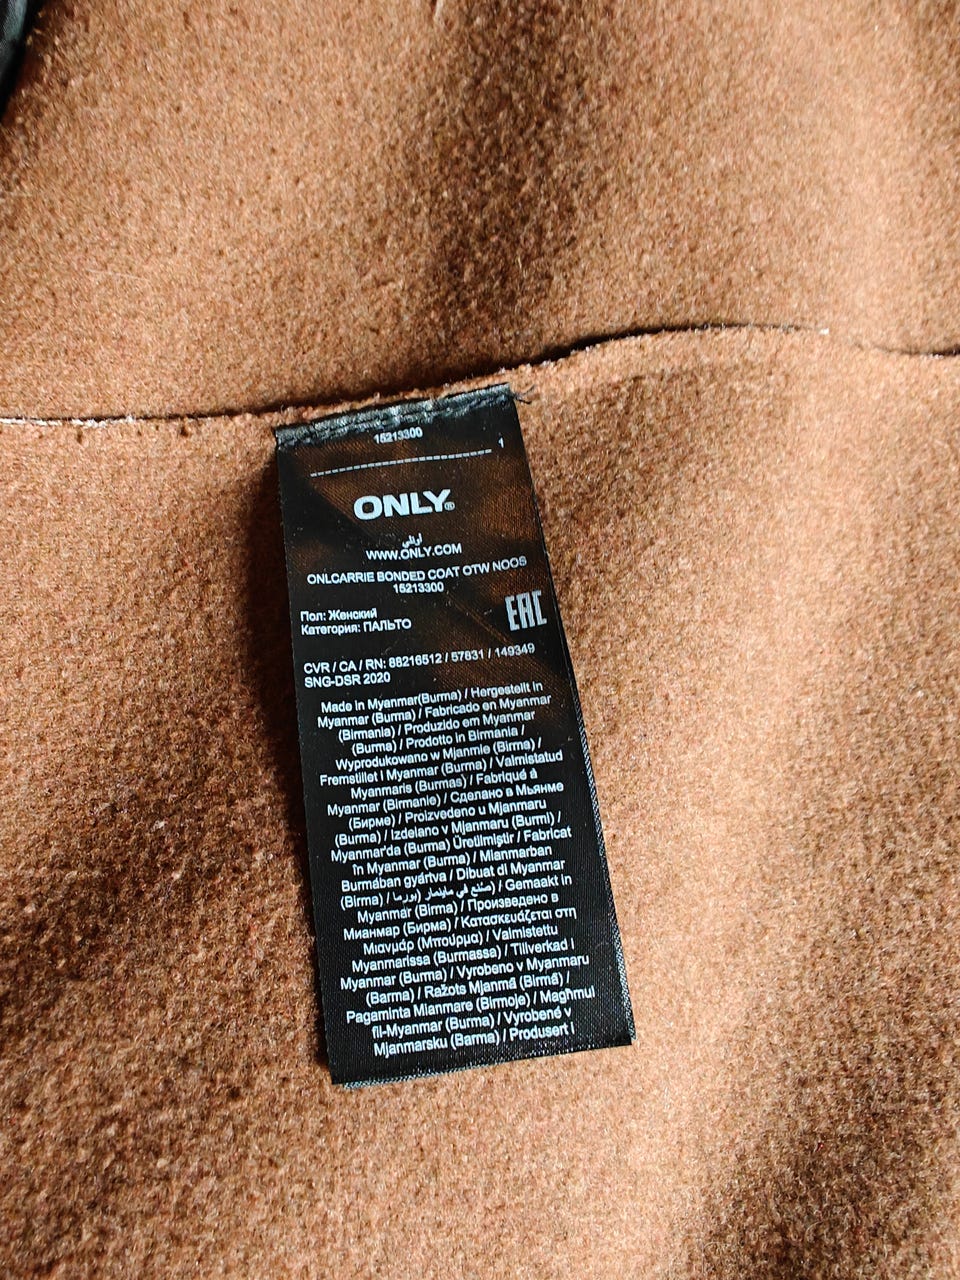 15213300
1
ONLY®
أونلي
WWW.ONLY.COM
ONLCARRIE BONDED COAT OTW NOOS
15213300
Пол: Женский
Категория: ПАЛЬТО
EAC
CVR / CA / RN: 88216512 / 57831 / 149349
SNG-DSR 2020
Made in Myanmar(Burma) / Hergestellt in
Myanmar (Burma) / Fabricado en Myanmar
(Birmania) / Produzido em Myanmar
(Burma) / Prodotto in Birmania /
Wyprodukowano w Mjanmie (Birma) /
Fremstillet i Myanmar (Burma) / Valmistatud
Myanmaris (Burmas) / Fabriqué à
Myanmar (Birmanie) / Сделано в Мьянме
(Бирме) / Proizvedeno u Mjanmaru
(Burma) / Izdelano v Mjanmaru (Burmi) /
Myanmar'da (Burma) Üretilmiştir / Fabricat
în Myanmar (Burma) / Mianmarban
Burmában gyártva / Dibuat di Myanmar
(Birma) / صنع في ماينمار (بورما) / Gemaakt in
Myanmar (Birma) / Произведено в
Мианмар (Бирма) / Κατασκευάζεται στη
Μιανμάρ (Μπούρμα) / Valmistettu
Myanmarissa (Burmassa) / Tillverkad i
Myanmar (Burma) / Vyrobeno v Myanmaru
(Barma) / Ražots Mjanmā (Birmā) /
Pagaminta Mianmare (Birmoje) / Magħmul
fil-Myanmar (Burma) / Vyrobené v
Mjanmarsku (Barma) / Produsert i